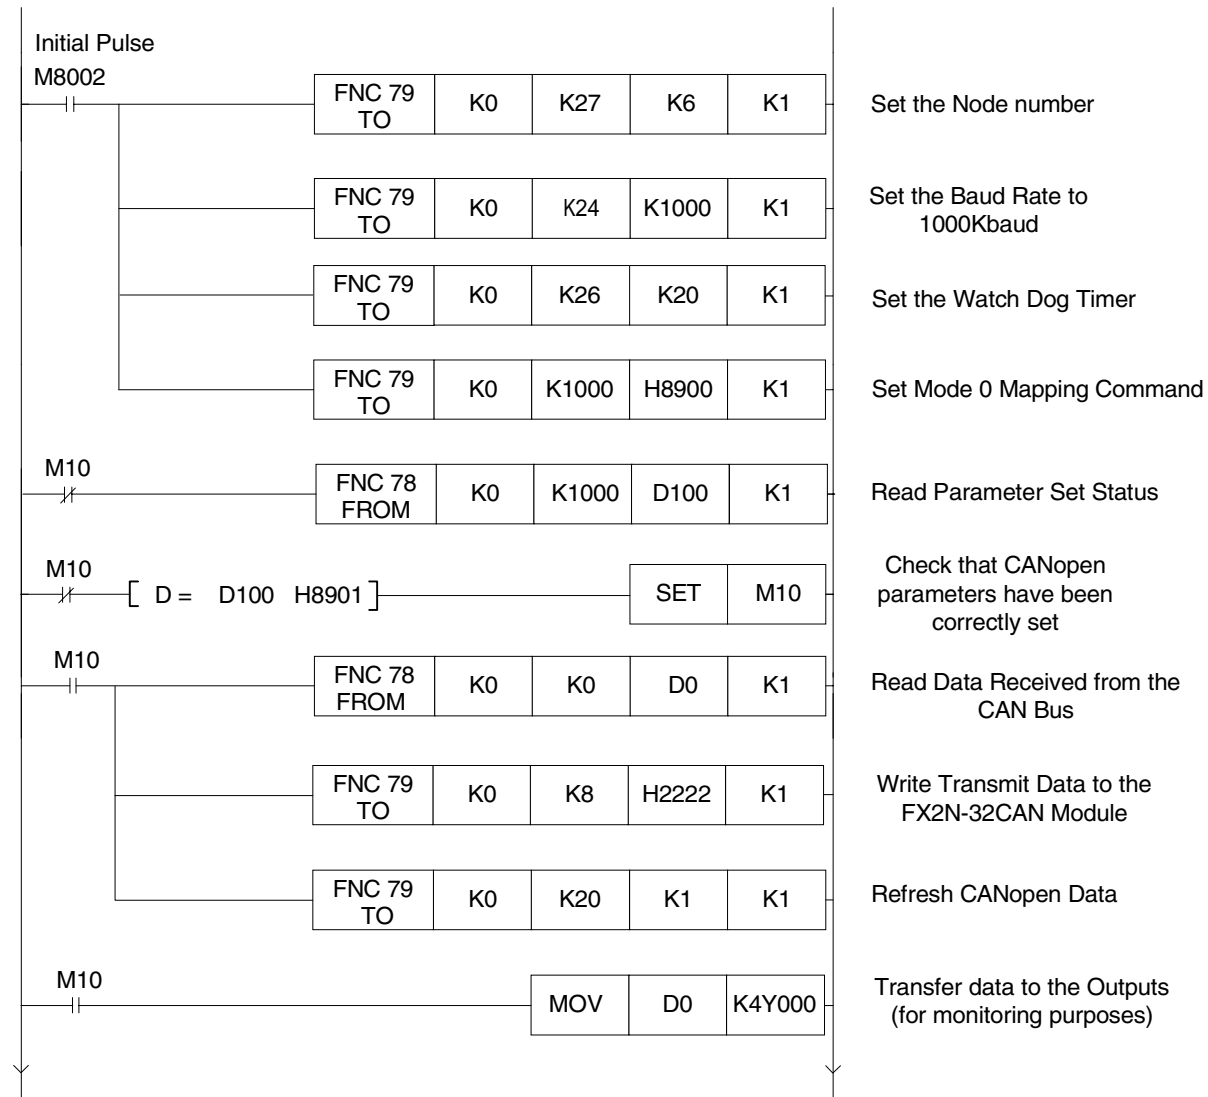 Initial Pulse
M8002
FNC 79 TO K0 K27 K6 K1 Set the Node number
FNC 79 TO K0 K24 K1000 K1 Set the Baud Rate to
1000Kbaud
FNC 79 TO K0 K26 K20 K1 Set the Watch Dog Timer
FNC 79 TO K0 K1000 H8900 K1 Set Mode 0 Mapping Command
M10
FNC 78 FROM K0 K1000 D100 K1 Read Parameter Set Status
M10
[ D = D100 H8901 ] SET M10 Check that CANopen
parameters have been
correctly set
M10
FNC 78 FROM K0 K0 D0 K1 Read Data Received from the
CAN Bus
FNC 79 TO K0 K8 H2222 K1 Write Transmit Data to the
FX2N-32CAN Module
FNC 79 TO K0 K20 K1 K1 Refresh CANopen Data
M10
MOV D0 K4Y000 Transfer data to the Outputs
(for monitoring purposes)